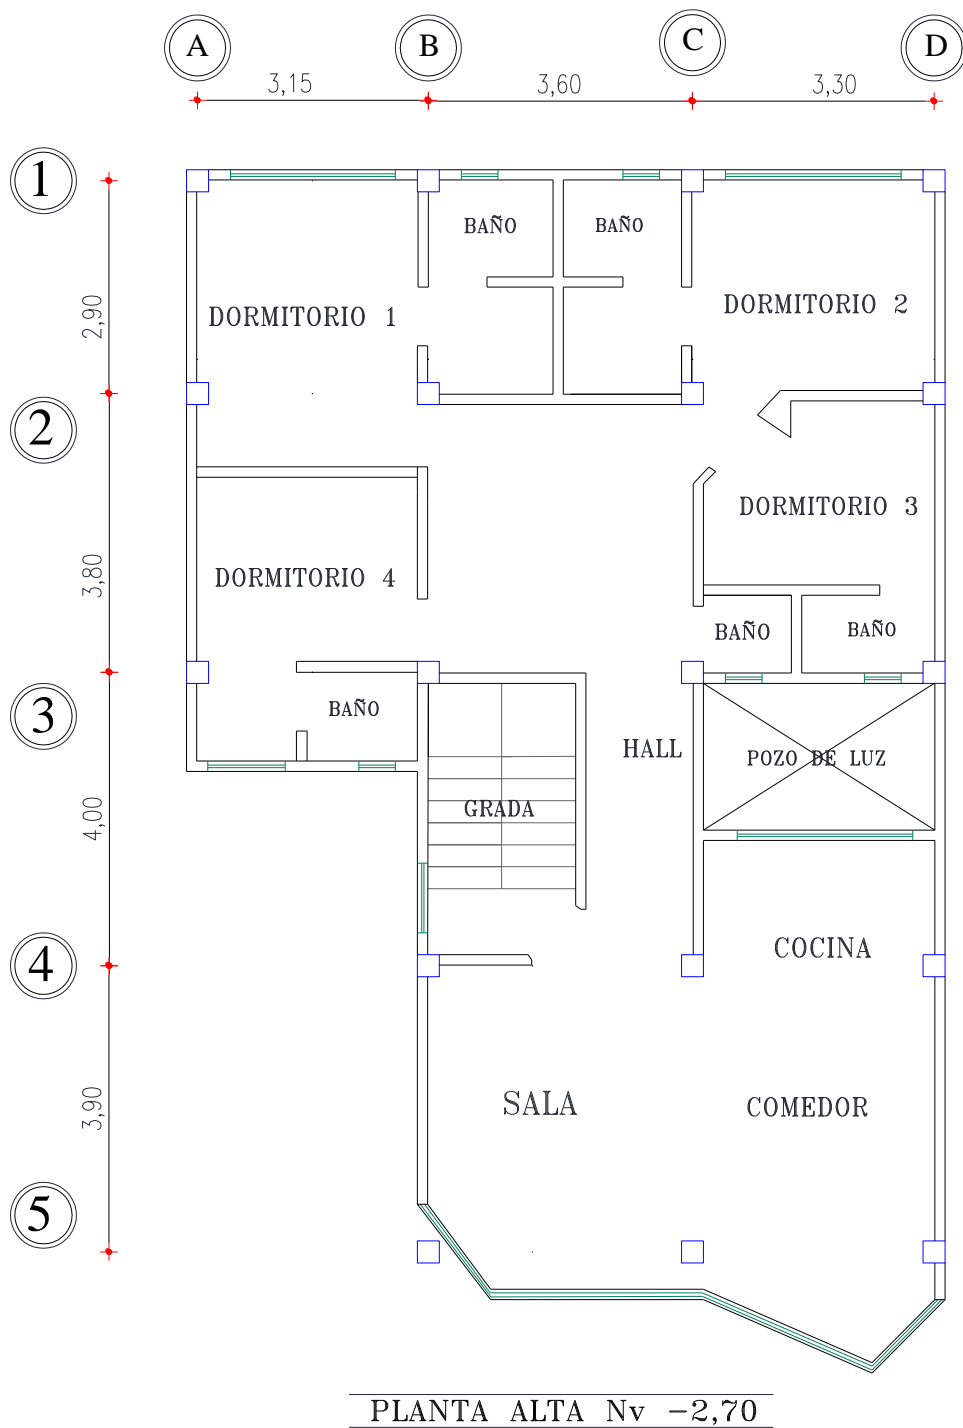 A B C D
3,15 3,60 3,30
1
BAÑO BAÑO
2,90 DORMITORIO 1 DORMITORIO 2
2
DORMITORIO 3
3,80 DORMITORIO 4
BAÑO BAÑO
3 BAÑO
HALL POZO DE LUZ
4,00 GRADA
4 COCINA
3,90 SALA COMEDOR
5
PLANTA ALTA Nv -2,70